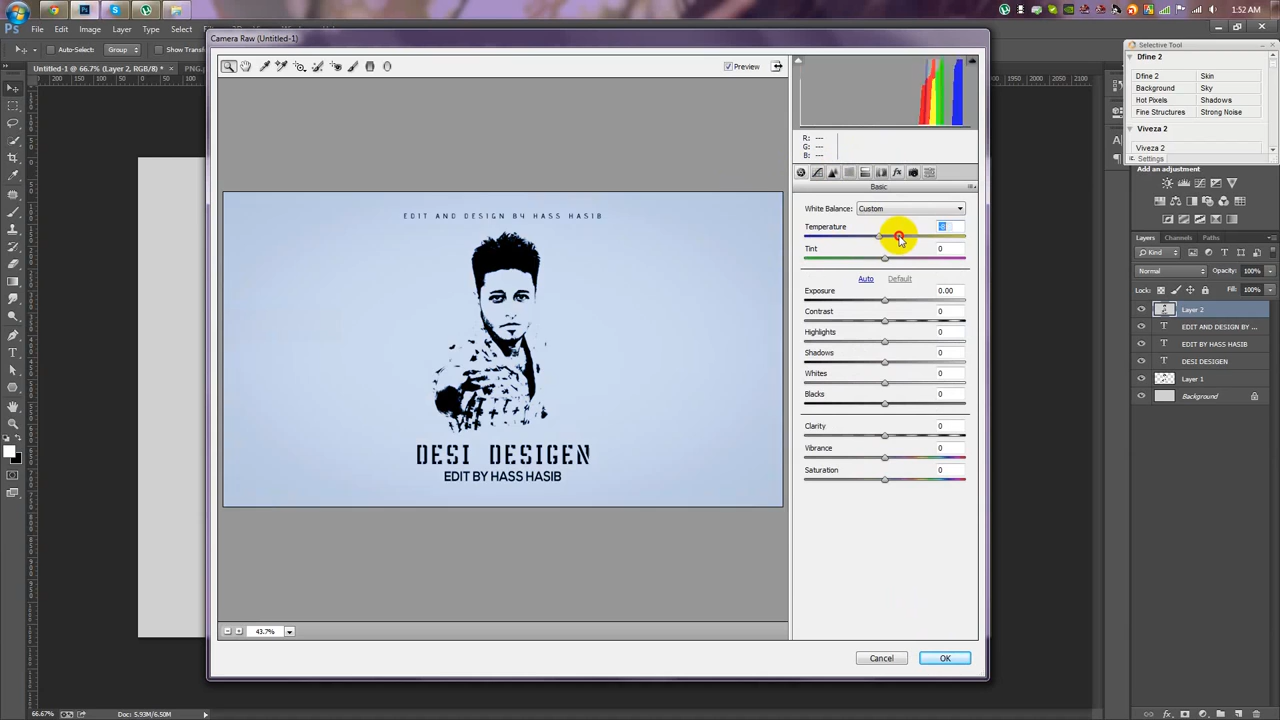 1:52 AM
Camera Raw (Untitled-1)
File Edit Image Layer Type Select
Auto-Select: Group Show Transform
Untitled-1 @ 66.7% (Layer 2, RGB/8) * PNG.p
Preview
R: ---
G: ---
B: ---
Basic
White Balance: Custom
Temperature -8
Tint 0
Auto Default
Exposure 0.00
Contrast 0
Highlights 0
Shadows 0
Whites 0
Blacks 0
Clarity 0
Vibrance 0
Saturation 0
EDIT AND DESIGN BY HASS HASIB
DESI DESIGEN
EDIT BY HASS HASIB
43.7%
Cancel OK
Selective Tool
Dfine 2
Dfine 2 Skin
Background Sky
Hot Pixels Shadows
Fine Structures Strong Noise
Viveza 2
Viveza 2
Settings
Add an adjustment
Layers Channels Paths
Kind
Normal Opacity: 100%
Lock: Fill: 100%
Layer 2
EDIT AND DESIGN BY ...
EDIT BY HASS HASIB
DESI DESIGEN
Layer 1
Background
66.67% Doc: 5.93M/6.50M